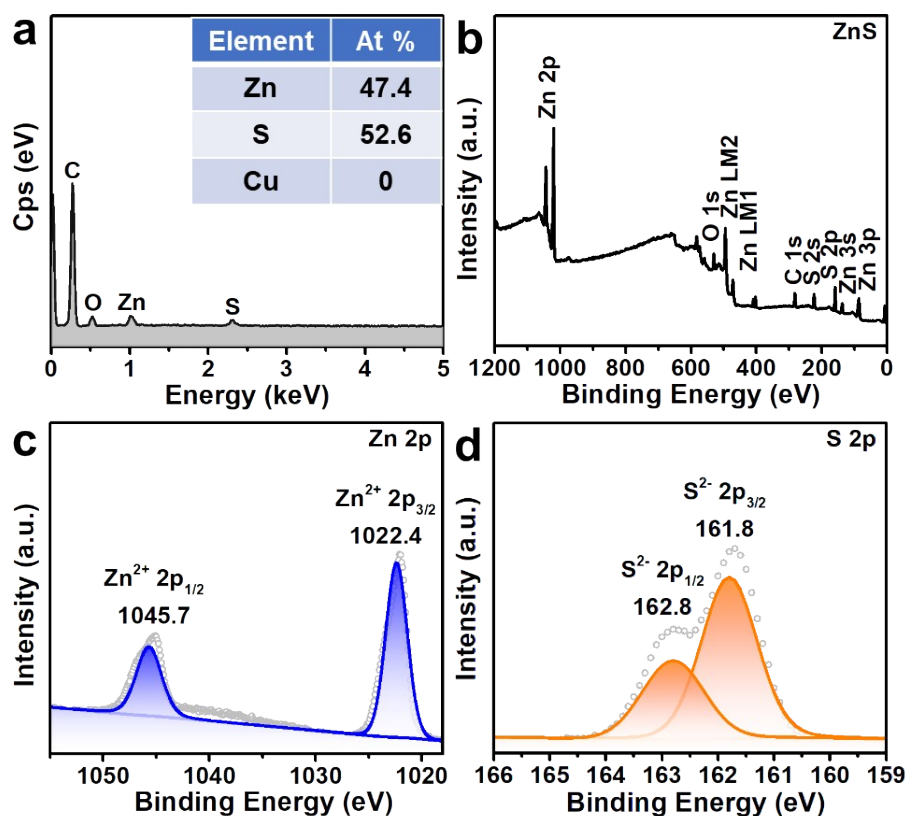 a
Element At %
Zn 47.4
S 52.6
Cu 0
Cps (eV)
C
O
Zn
S
0 1 2 3 4 5
Energy (keV)
b
ZnS
Intensity (a.u.)
Zn 2p
O 1s
Zn LM2
Zn LM1
C 1s
S 2s
S 2p
Zn 3s
Zn 3p
1200 1000 800 600 400 200 0
Binding Energy (eV)
c
Zn 2p
Intensity (a.u.)
Zn²⁺ 2p₁/₂
1045.7
Zn²⁺ 2p₃/₂
1022.4
1050 1040 1030 1020
Binding Energy (eV)
d
S 2p
Intensity (a.u.)
S²⁻ 2p₃/₂
161.8
S²⁻ 2p₁/₂
162.8
166 165 164 163 162 161 160 159
Binding Energy (eV)